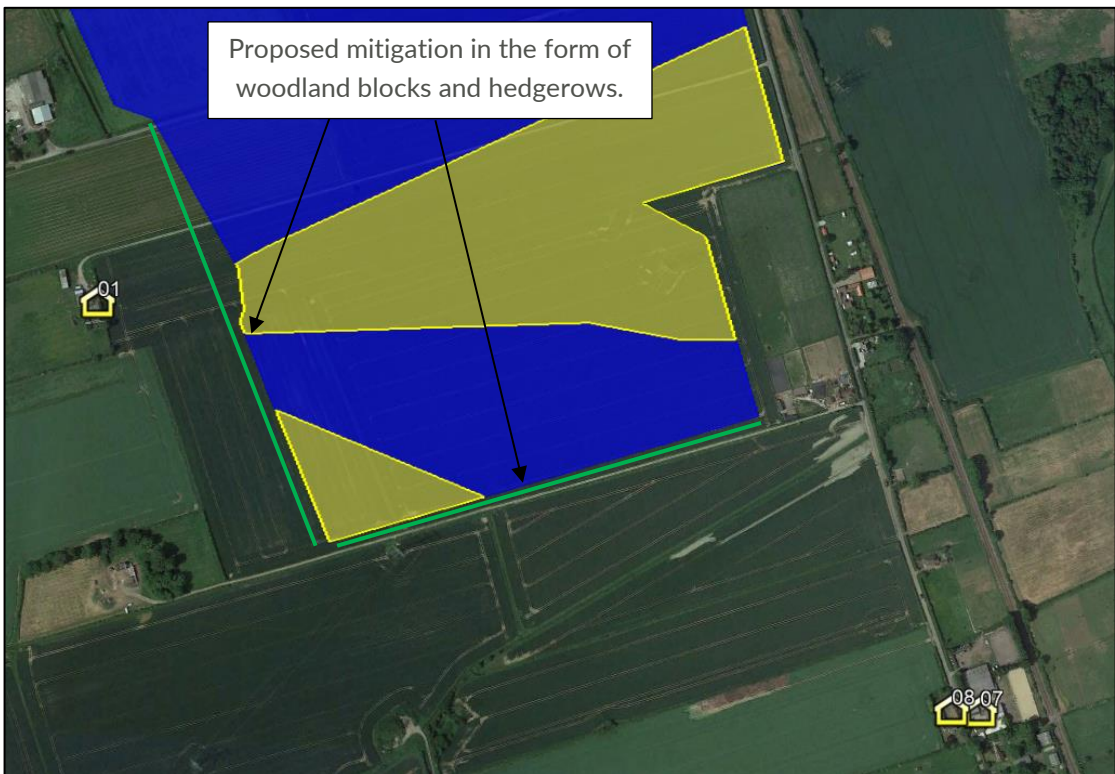 Proposed mitigation in the form of
woodland blocks and hedgerows.
01
08 07